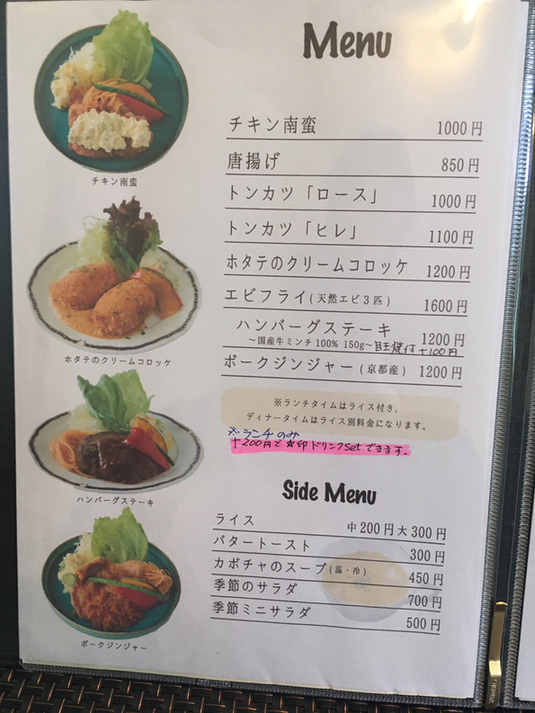 Menu
チキン南蛮 1000円
唐揚げ 850円
トンカツ「ロース」 1000円
トンカツ「ヒレ」 1100円
ホタテのクリームコロッケ 1200円
エビフライ(天然エビ3匹) 1600円
ハンバーグステーキ 1200円
～国産牛ミンチ100% 150g～目玉焼付+100円
ポークジンジャー(京都産) 1200円
※ランチタイムはライス付き、
ディナータイムはライス別料金になります。
※ランチのみ
+200円で★印ドリンクSetできます。
Side Menu
ライス 中200円大300円
バタートースト 300円
カボチャのスープ(温・冷) 450円
季節のサラダ 700円
季節ミニサラダ 500円
チキン南蛮
ホタテのクリームコロッケ
ハンバーグステーキ
ポークジンジャー